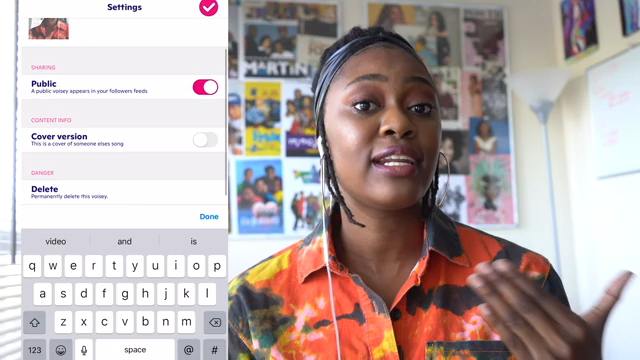 Settings
SHARING
Public
A public voisey appears in your followers feeds
CONTENT INFO
Cover version
This is a cover of someone elses song
DANGER
Delete
Permanently delete this voisey.
Done
video and is
q w e r t y u i o p
a s d f g h j k l
z x c v b n m
123 space @ #
MARTIN